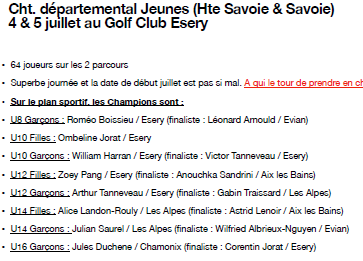 Cht. départemental Jeunes (Hte Savoie & Savoie)
4 & 5 juillet au Golf Club Esery
• 64 joueurs sur les 2 parcours
• Superbe journée et la date de début juillet est pas si mal. A qui le tour de prendre en
• Sur le plan sportif, les Champions sont :
• U8 Garçons : Roméo Boissieu / Esery (finaliste : Léonard Arnould / Evian)
• U10 Filles : Ombeline Jorat / Esery
• U10 Garçons : William Harran / Esery (finaliste : Victor Tanneveau / Esery)
• U12 Filles : Zoey Pang / Esery (finaliste : Anouchka Sandrini / Aix les Bains)
• U12 Garçons : Arthur Tanneveau / Esery (finaliste : Gabin Traissard / Les Alpes)
• U14 Filles : Alice Landon-Rouly / Les Alpes (finaliste : Astrid Lenoir / Aix les Bains)
• U14 Garçons : Julian Saurel / Les Alpes (finaliste : Wilfried Albrieux-Nguyen / Evian)
• U16 Garçons : Jules Duchene / Chamonix (finaliste : Corentin Jorat / Esery)